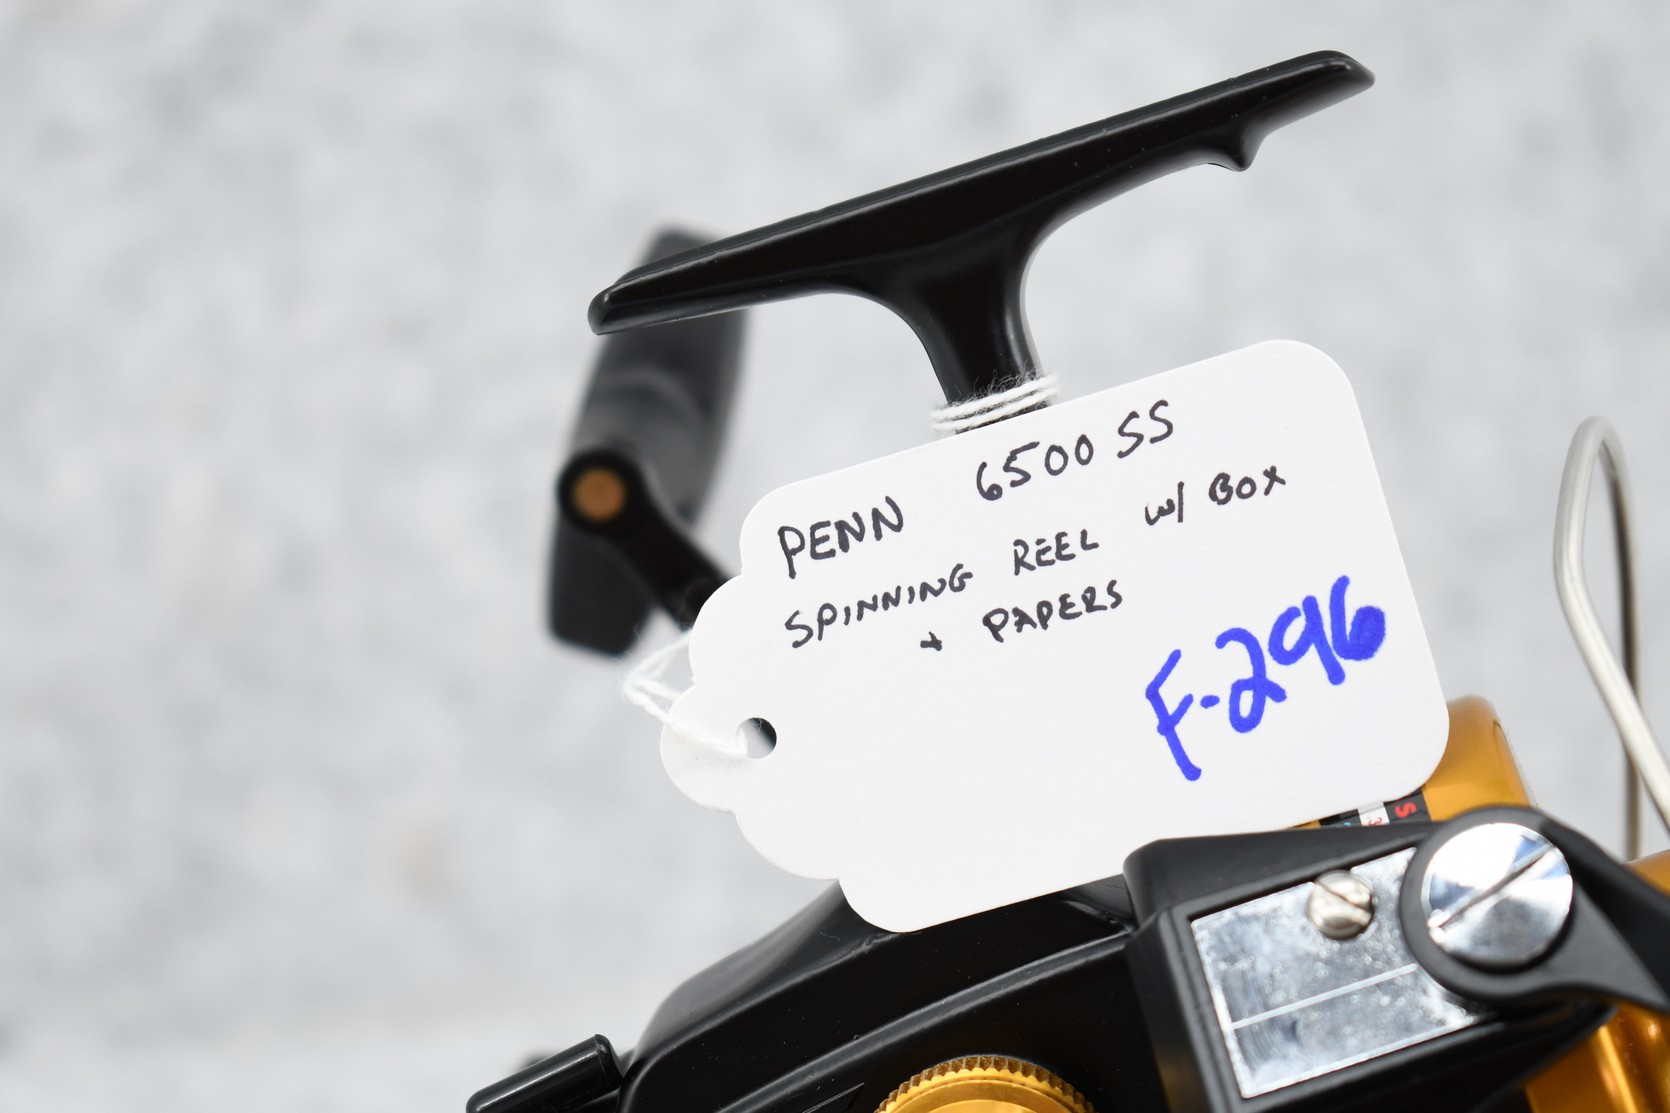 PENN 6500 SS
SPINNING REEL W/ BOX
+ PAPERS
F-296
S